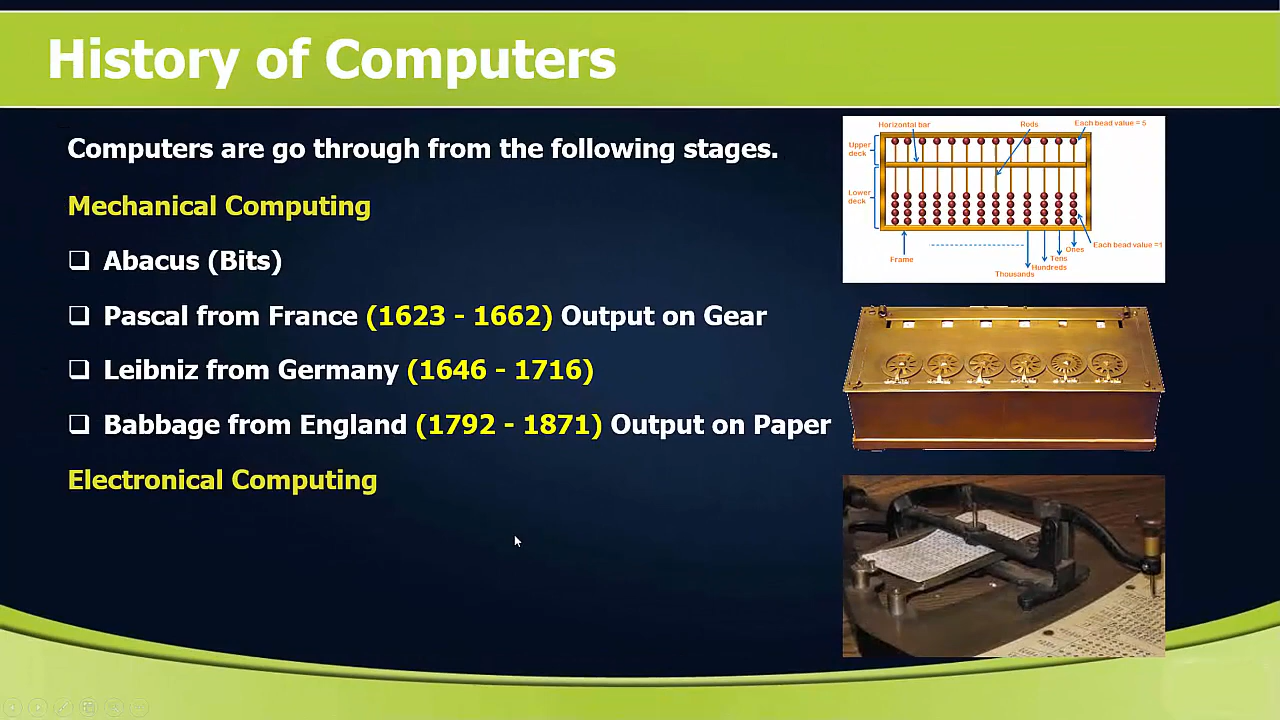 History of Computers
Computers are go through from the following stages.
Mechanical Computing
Abacus (Bits)
Pascal from France (1623 - 1662) Output on Gear
Leibniz from Germany (1646 - 1716)
Babbage from England (1792 - 1871) Output on Paper
Electronical Computing
Horizontal bar
Rods
Each bead value = 5
Upper deck
Lower deck
Each bead value =1
Frame
Ones
Tens
Hundreds
Thousands